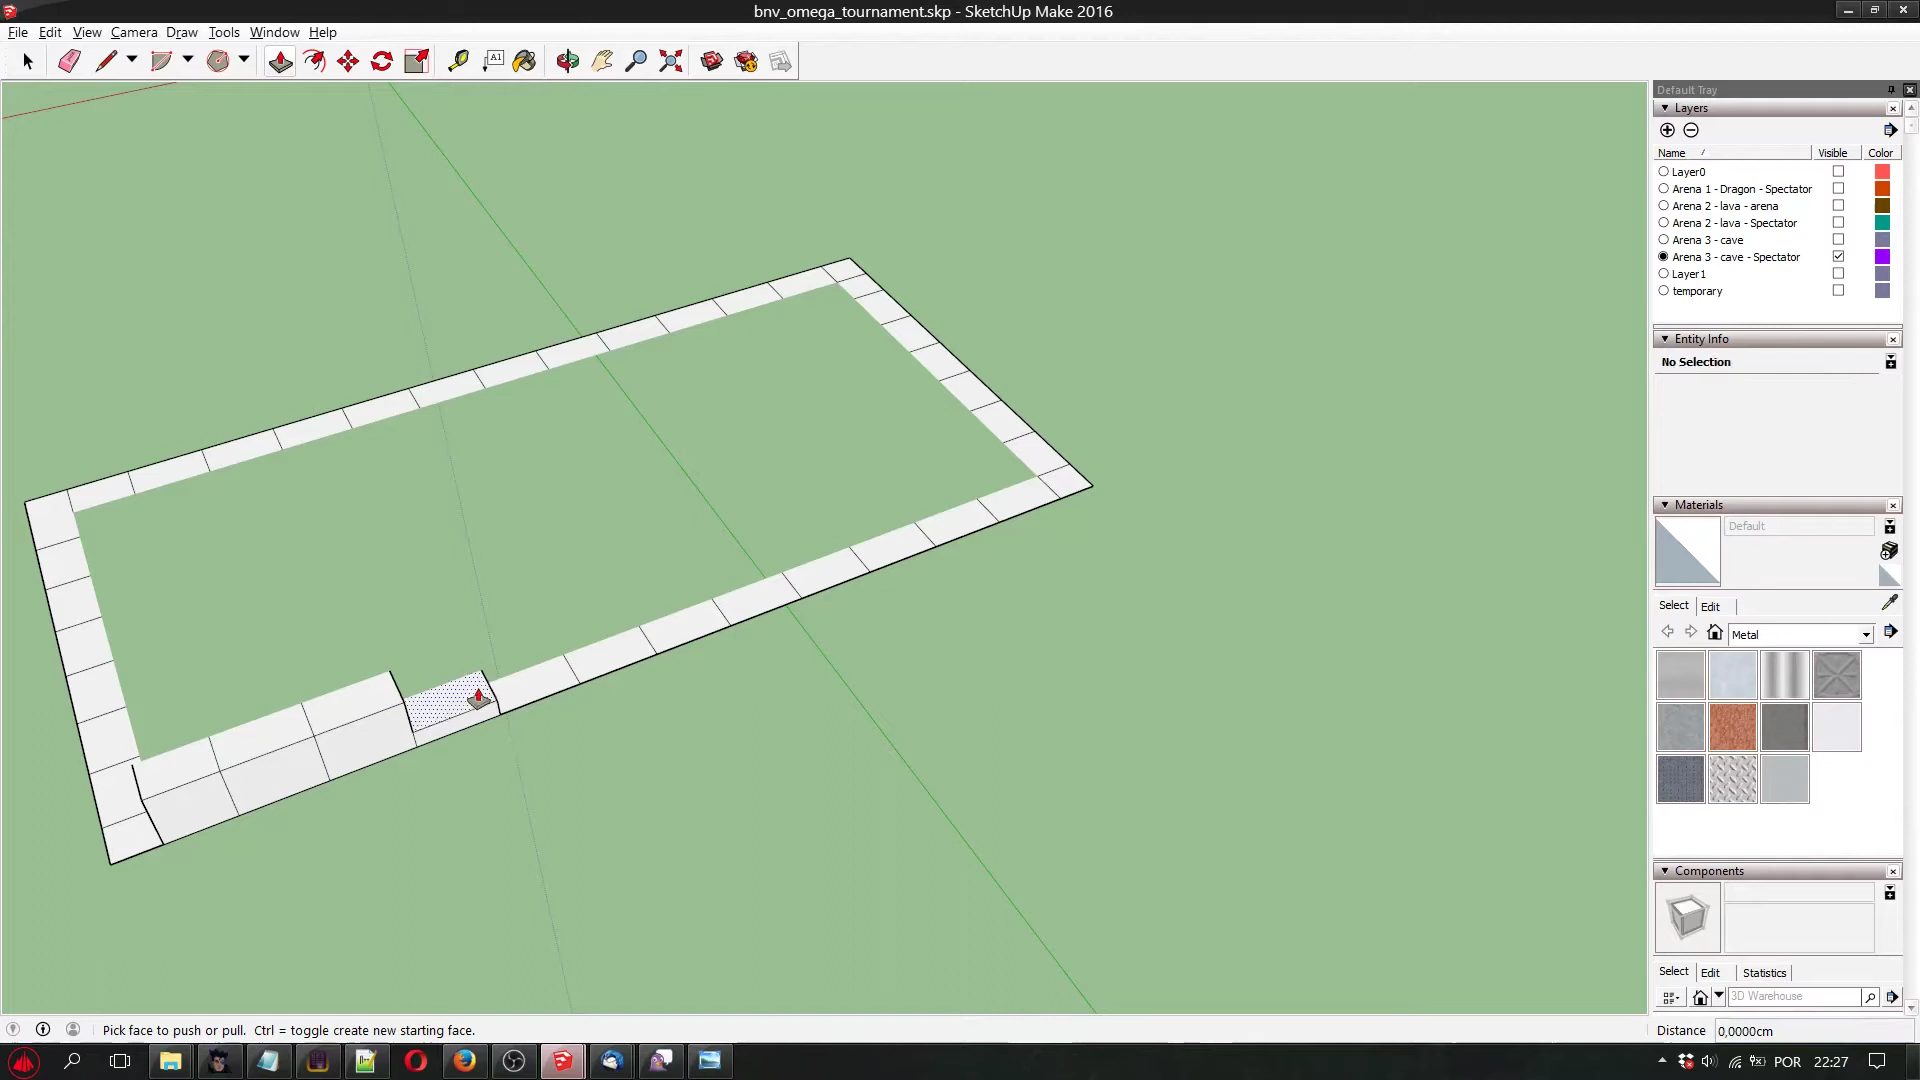 bnv_omega_tournament.skp - SketchUp Make 2016
File Edit View Camera Draw Tools Window Help
A1
Default Tray
Layers
Name Visible Color
Layer0
Arena 1 - Dragon - Spectator
Arena 2 - lava - arena
Arena 2 - lava - Spectator
Arena 3 - cave
Arena 3 - cave - Spectator
Layer1
temporary
Entity Info
No Selection
Materials
Default
Select Edit
Metal
Components
Select Edit Statistics
3D Warehouse
Pick face to push or pull. Ctrl = toggle create new starting face.
Distance 0,0000cm
POR 22:27